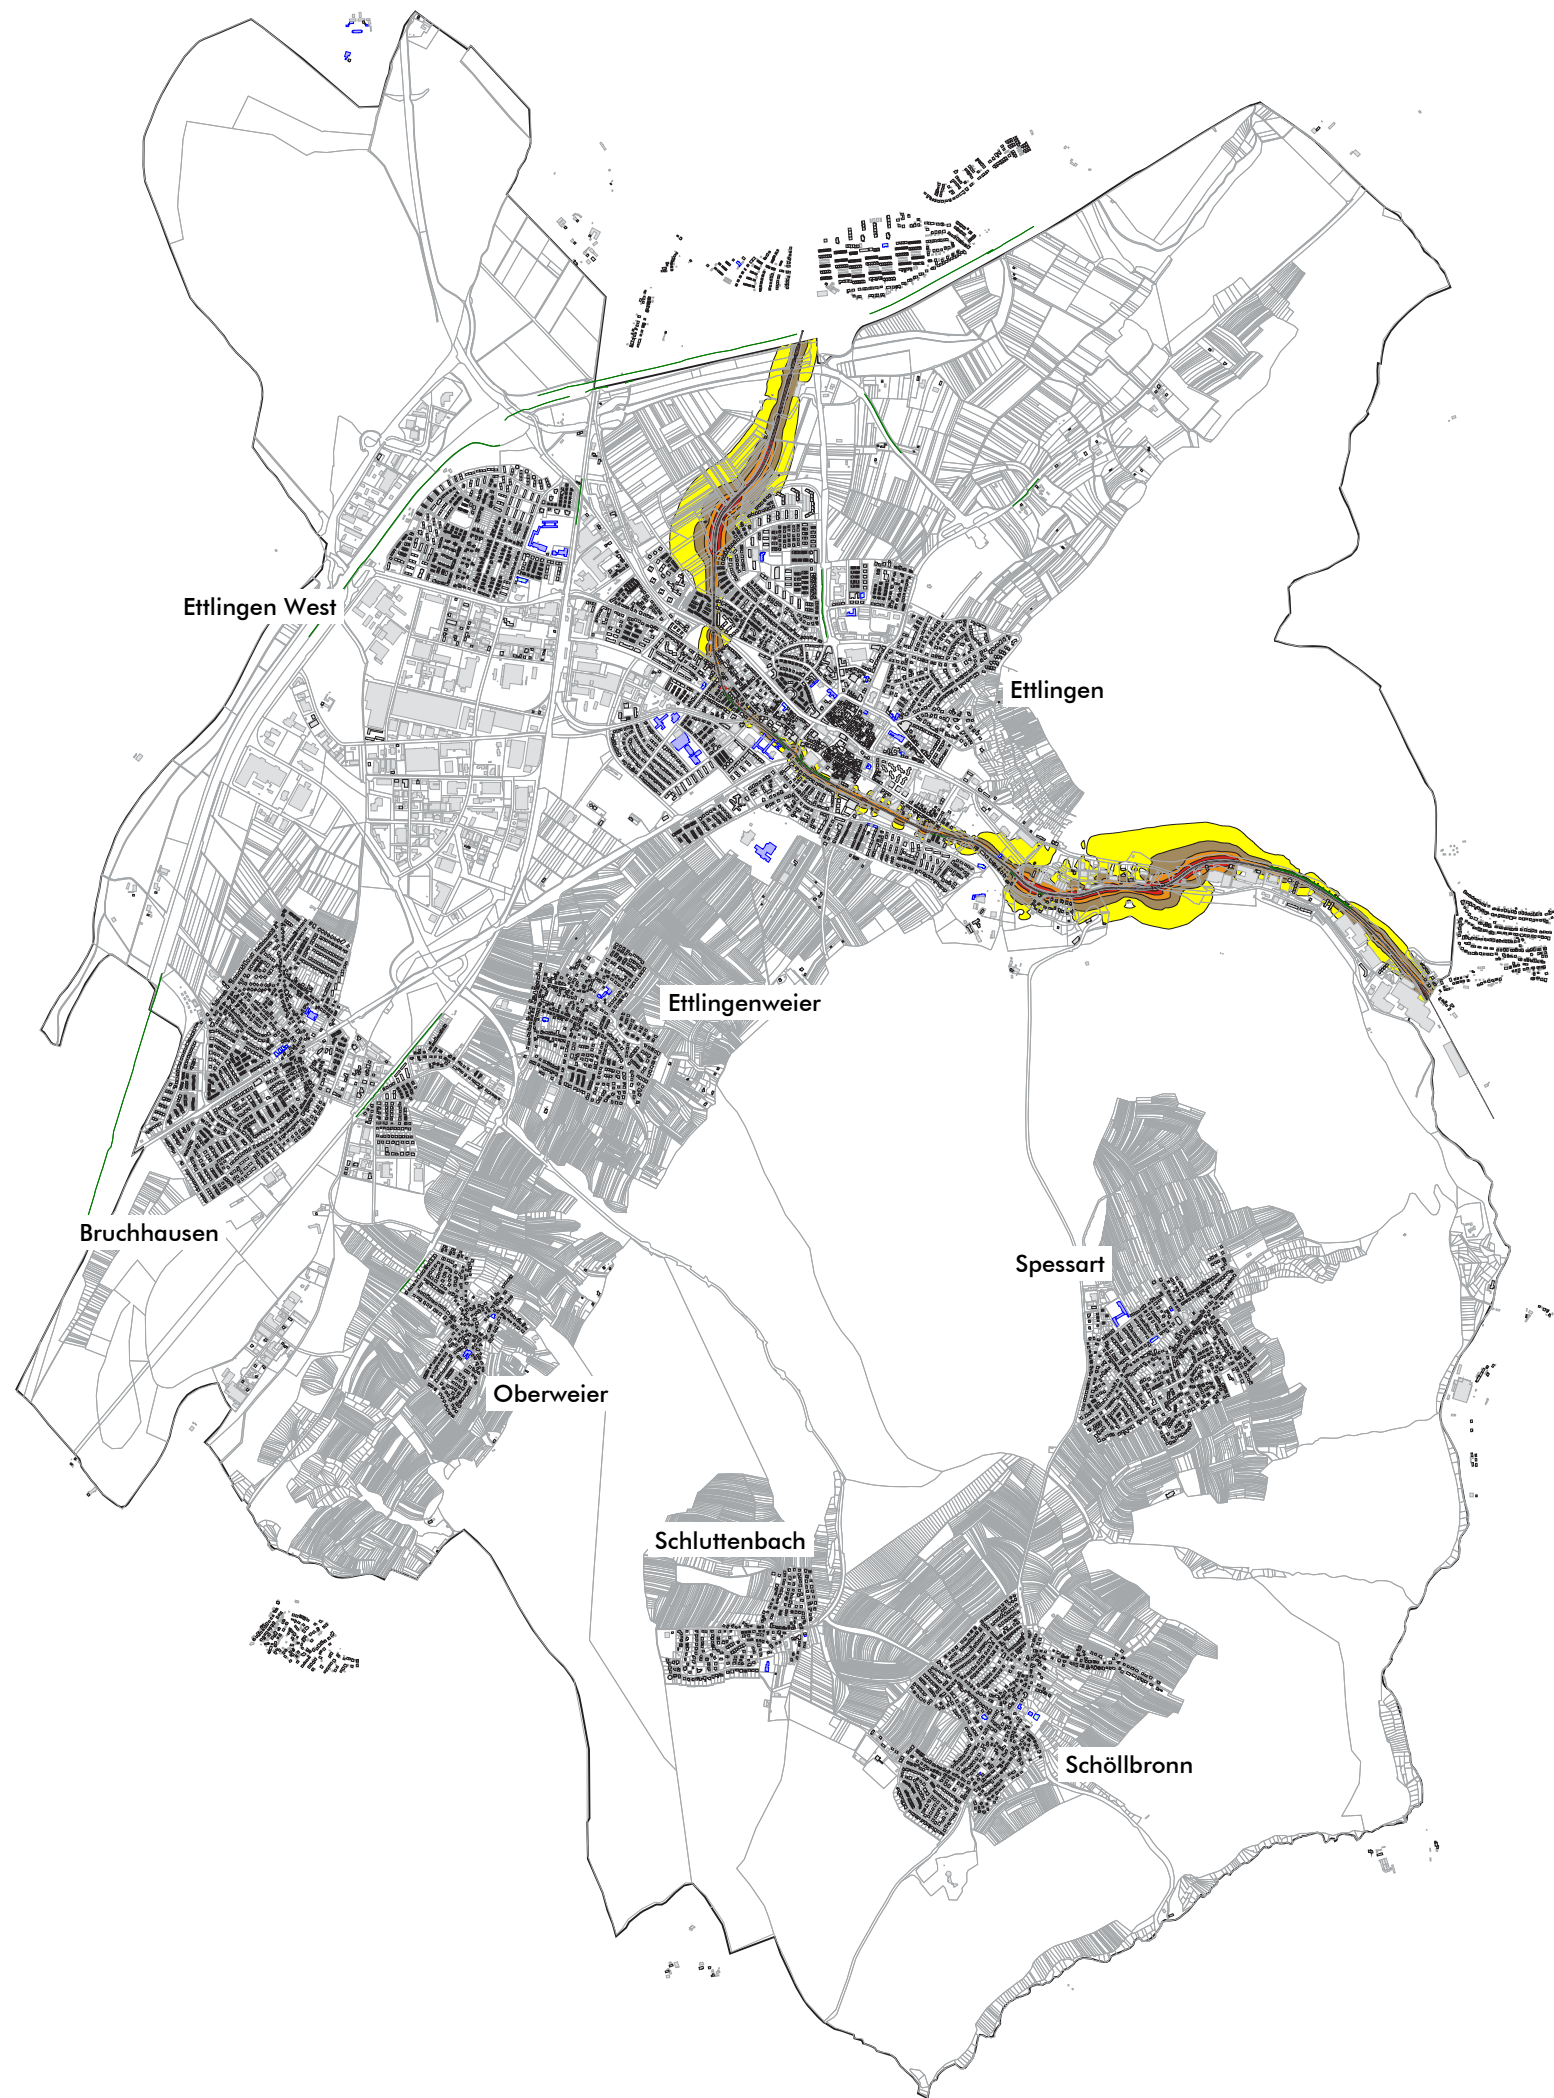 Ettlingen West
Ettlingen
Ettlingenweier
Bruchhausen
Spessart
Oberweier
Schluttenbach
Schöllbronn